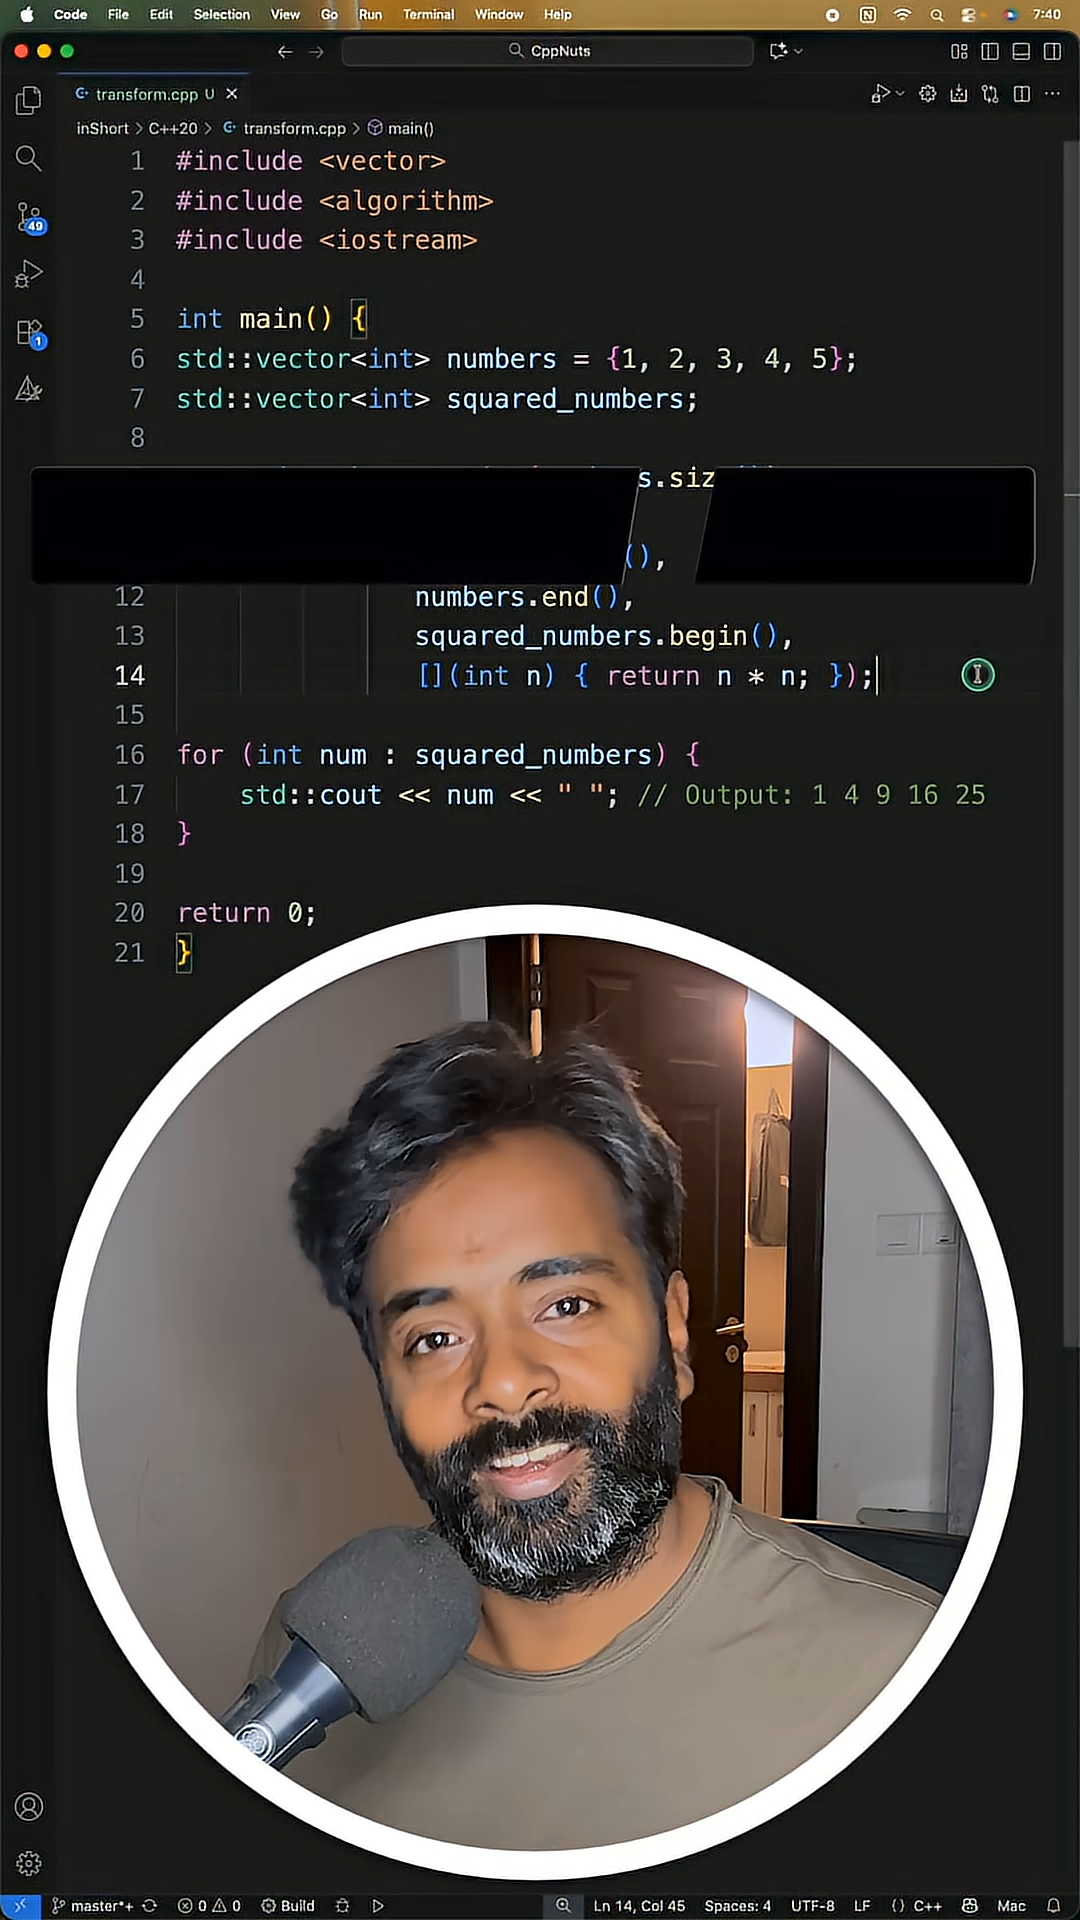 Code File Edit Selection View Go Run Terminal Window Help 7:40
CppNuts
transform.cpp U
inShort > C++20 > transform.cpp > main()
1 #include <vector>
2 #include <algorithm>
3 #include <iostream>
4
5 int main() {
6 std::vector<int> numbers = {1, 2, 3, 4, 5};
7 std::vector<int> squared_numbers;
8
s.siz
(),
12 numbers.end(),
13 squared_numbers.begin(),
14 [](int n) { return n * n; });
15
16 for (int num : squared_numbers) {
17 std::cout << num << " "; // Output: 1 4 9 16 25
18 }
19
20 return 0;
21 }
49
1
master*+ 0 0 Build Ln 14, Col 45 Spaces: 4 UTF-8 LF {} C++ Mac